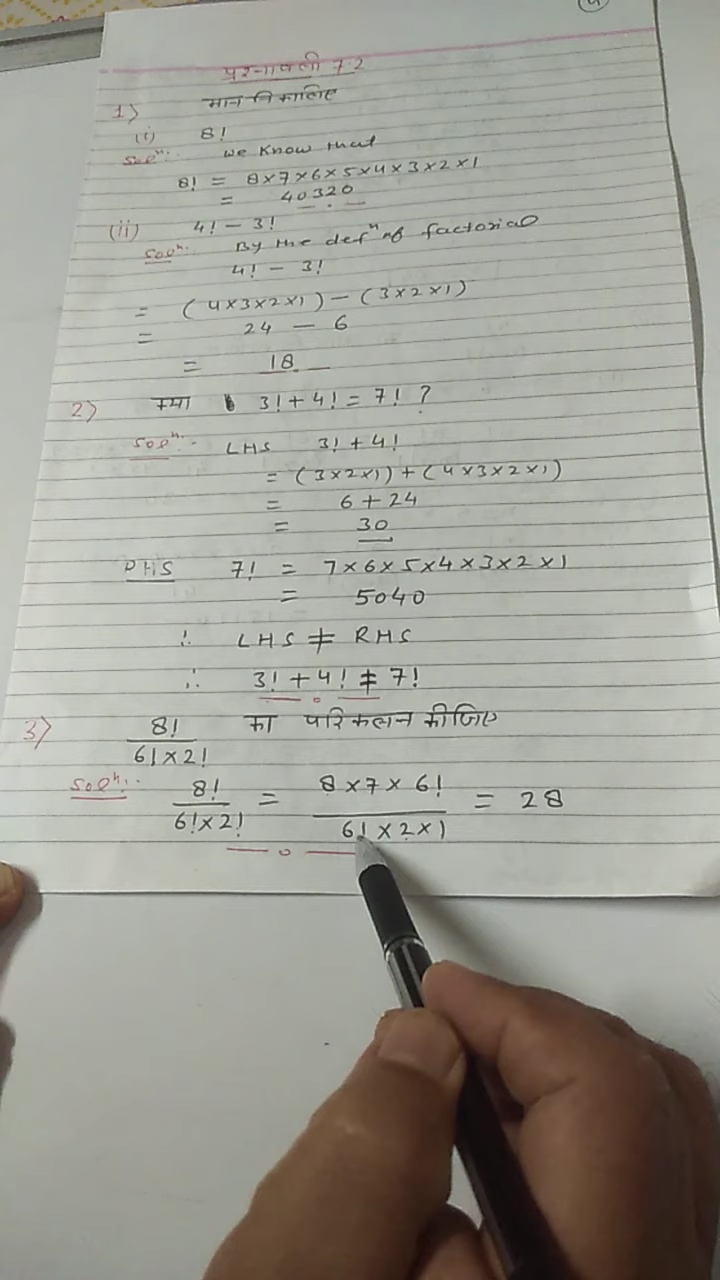 4
प्रश्नावली 7.2
1) मान निकालिए
(i) 8!
Solⁿ:- We know that
8! = 8×7×6×5×4×3×2×1
= 40320
(ii) 4! - 3!
Solⁿ:- By the defⁿ of factorial
4! - 3!
= (4×3×2×1) - (3×2×1)
= 24 - 6
= 18
2) क्या 3! + 4! = 7! ?
Solⁿ:- LHS 3! + 4!
= (3×2×1) + (4×3×2×1)
= 6 + 24
= 30
RHS 7! = 7×6×5×4×3×2×1
= 5040
∴ LHS ≠ RHS
∴ 3! + 4! ≠ 7!
3) 8!/6!×2! का परिकलन कीजिए
Solⁿ:- 8!/6!×2! = 8×7×6!/6!×2×1 = 28